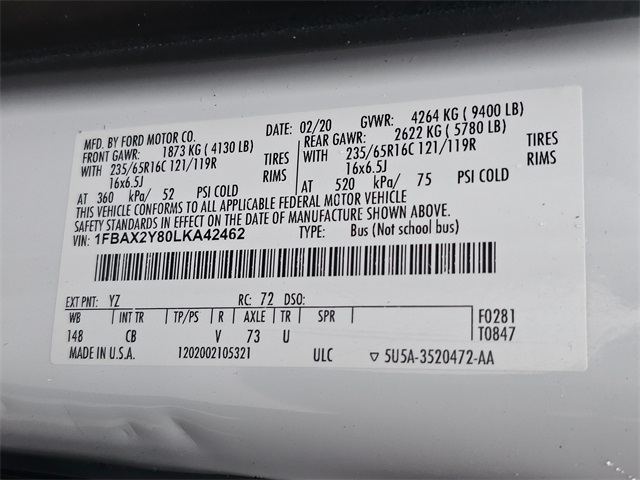 MFD. BY FORD MOTOR CO. DATE: 02/20 GVWR: 4264 KG ( 9400 LB)
FRONT GAWR: 1873 KG ( 4130 LB) REAR GAWR: 2622 KG ( 5780 LB)
WITH 235/65R16C 121/119R TIRES WITH 235/65R16C 121/119R TIRES
16x6.5J RIMS 16x6.5J RIMS
AT 360 kPa/ 52 PSI COLD AT 520 kPa/ 75 PSI COLD
THIS VEHICLE CONFORMS TO ALL APPLICABLE FEDERAL MOTOR VEHICLE
SAFETY STANDARDS IN EFFECT ON THE DATE OF MANUFACTURE SHOWN ABOVE.
VIN: 1FBAX2Y80LKA42462 TYPE: Bus (Not school bus)
EXT PNT: YZ RC: 72 DSO:
WB INT TR TP/PS R AXLE TR SPR F0281
148 CB V 73 U T0847
MADE IN U.S.A. 1202002105321 ULC ▽ 5U5A-3520472-AA